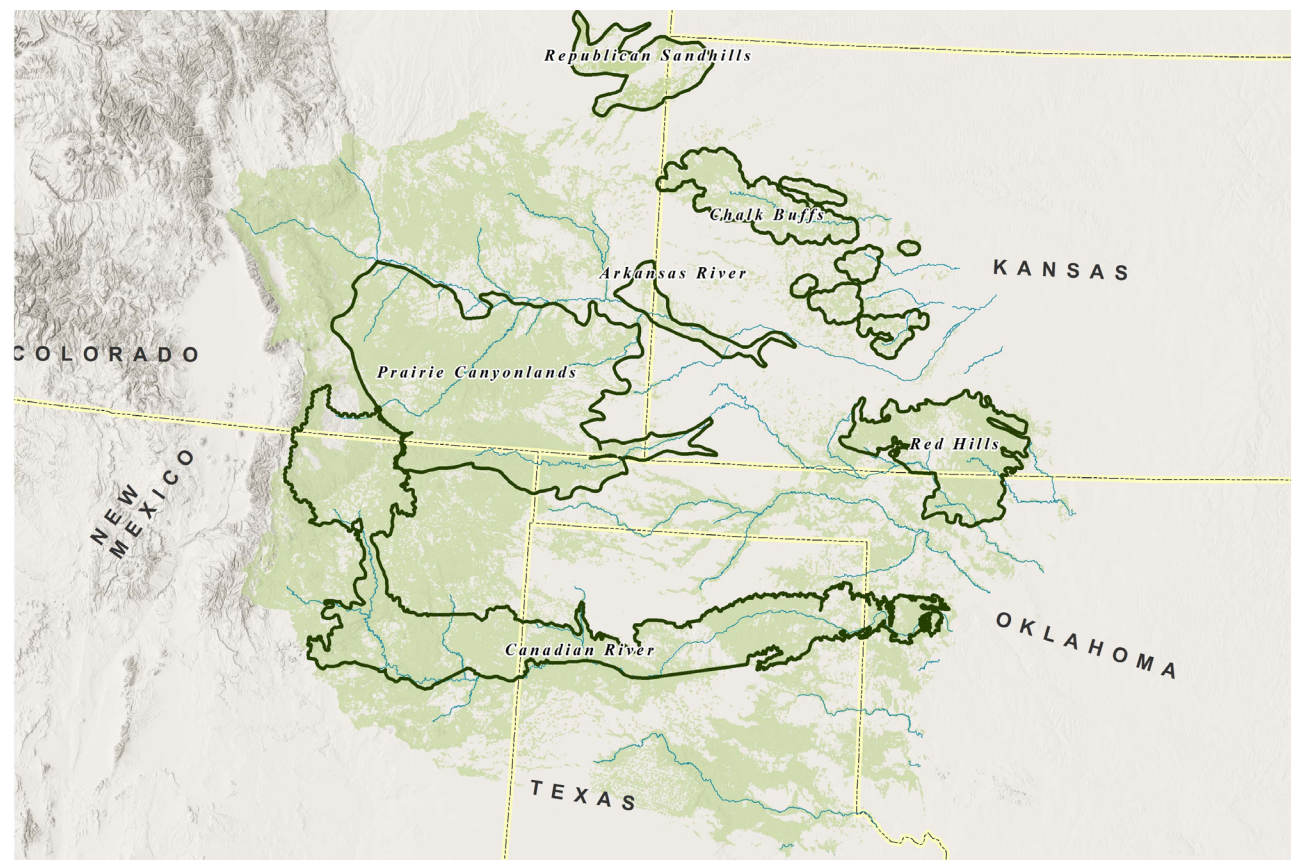 Republican Sandhills
Chalk Buffs
KANSAS
Arkansas River
COLORADO
Prairie Canyonlands
Red Hills
NEW
MEXICO
OKLAHOMA
Canadian River
TEXAS